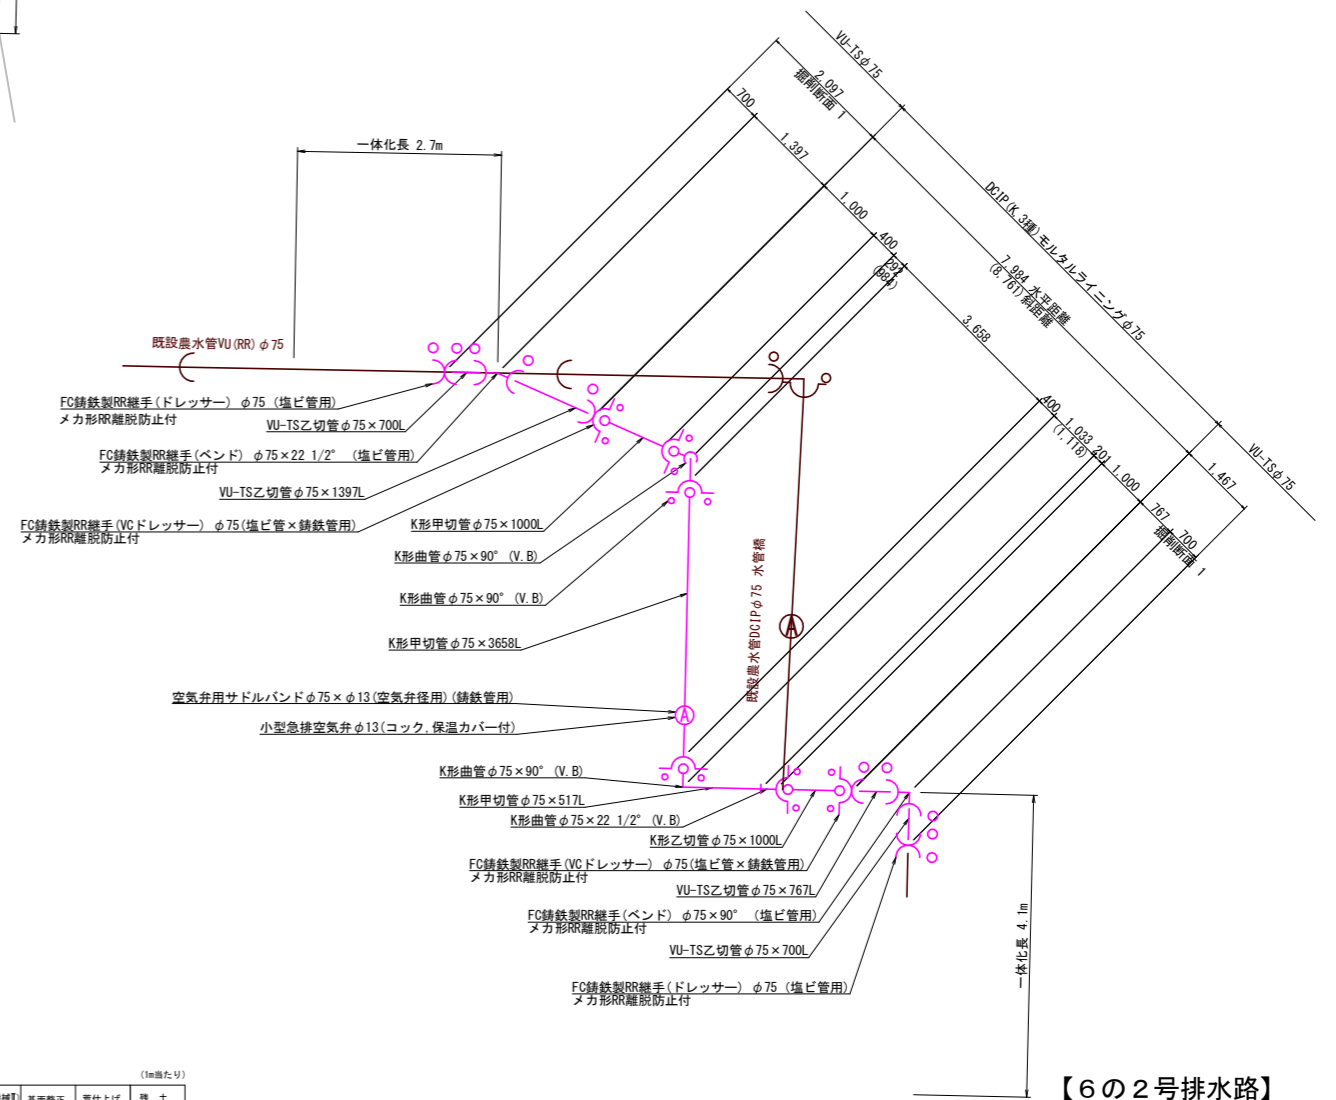 VU-TSφ75
2,097
掘削断面 1
700
1,397
1,000
400
292
(984)
DCIP(K,3種)モルタルライニングφ75
7,984 水平距離
(8,761)斜距離
3,658
400
1,033
(1,118)
201
1,000
767
700
掘削断面 1
1,467
VU-TSφ75
一体化長 2.7m
既設農水管VU(RR)φ75
FC鋳鉄製RR継手(ドレッサー) φ75 (塩ビ管用)
メカ形RR離脱防止付
VU-TS乙切管φ75×700L
FC鋳鉄製RR継手(ベンド) φ75×22 1/2° (塩ビ管用)
メカ形RR離脱防止付
VU-TS乙切管φ75×1397L
FC鋳鉄製RR継手(VCドレッサー) φ75(塩ビ管×鋳鉄管用)
メカ形RR離脱防止付
K形甲切管φ75×1000L
K形曲管φ75×90° (V.B)
K形曲管φ75×90° (V.B)
K形甲切管φ75×3658L
既設農水管DCIPφ75 水管橋
A
空気弁用サドルバンドφ75×φ13(空気弁径用)(鋳鉄管用)
小型急排空気弁φ13(コック,保温カバー付)
A
K形曲管φ75×90° (V.B)
K形甲切管φ75×517L
K形曲管φ75×22 1/2° (V.B)
K形乙切管φ75×1000L
FC鋳鉄製RR継手(VCドレッサー) φ75(塩ビ管×鋳鉄管用)
メカ形RR離脱防止付
VU-TS乙切管φ75×767L
FC鋳鉄製RR継手(ベンド) φ75×90° (塩ビ管用)
メカ形RR離脱防止付
VU-TS乙切管φ75×700L
FC鋳鉄製RR継手(ドレッサー) φ75 (塩ビ管用)
メカ形RR離脱防止付
一体化長 4.1m
(1m当たり)
基面整正 荒仕上げ 残 土
【6の2号排水路】